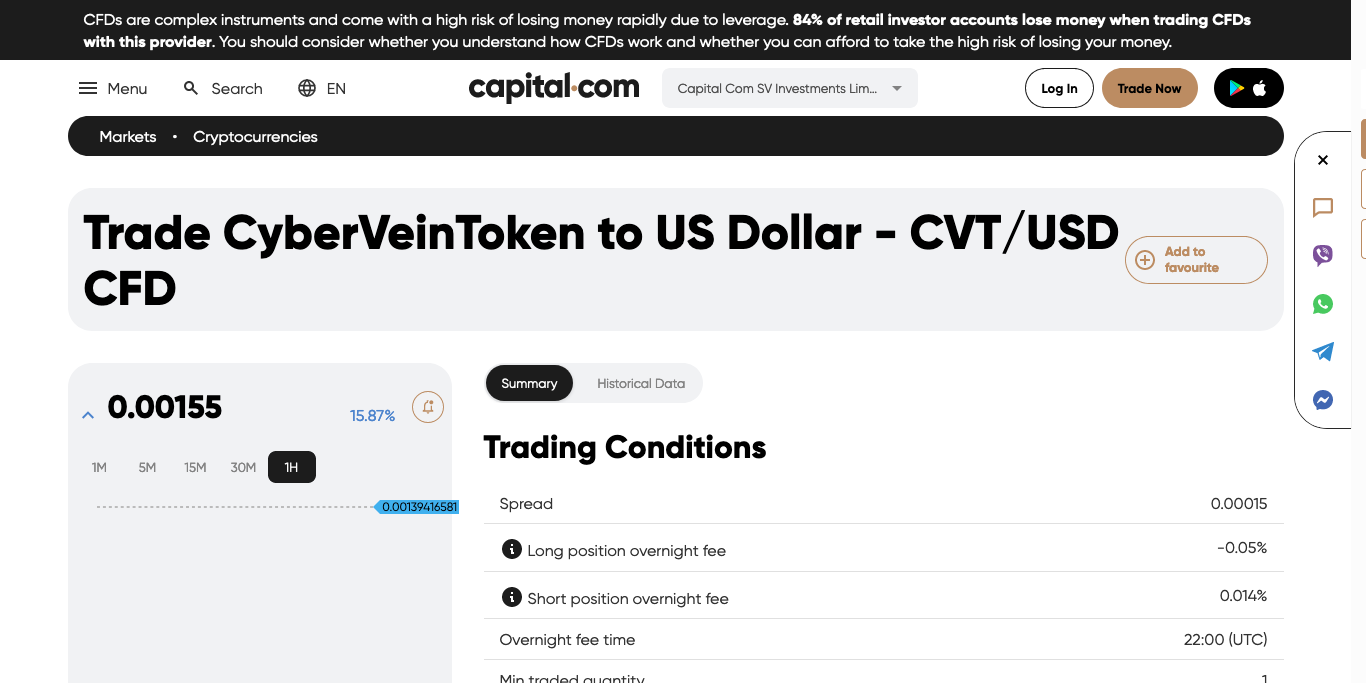 CFDs are complex instruments and come with a high risk of losing money rapidly due to leverage. 84% of retail investor accounts lose money when trading CFDs
with this provider. You should consider whether you understand how CFDs work and whether you can afford to take the high risk of losing your money.
Menu Search EN capital.com Capital Com SV Investments Lim... Log In Trade Now
Markets • Cryptocurrencies
Trade CyberVeinToken to US Dollar - CVT/USD
CFD
Add to
favourite
0.00155 15.87%
1M 5M 15M 30M 1H
0.00139416581
Summary Historical Data
Trading Conditions
Spread 0.00015
Long position overnight fee -0.05%
Short position overnight fee 0.014%
Overnight fee time 22:00 (UTC)
Min traded quantity 1